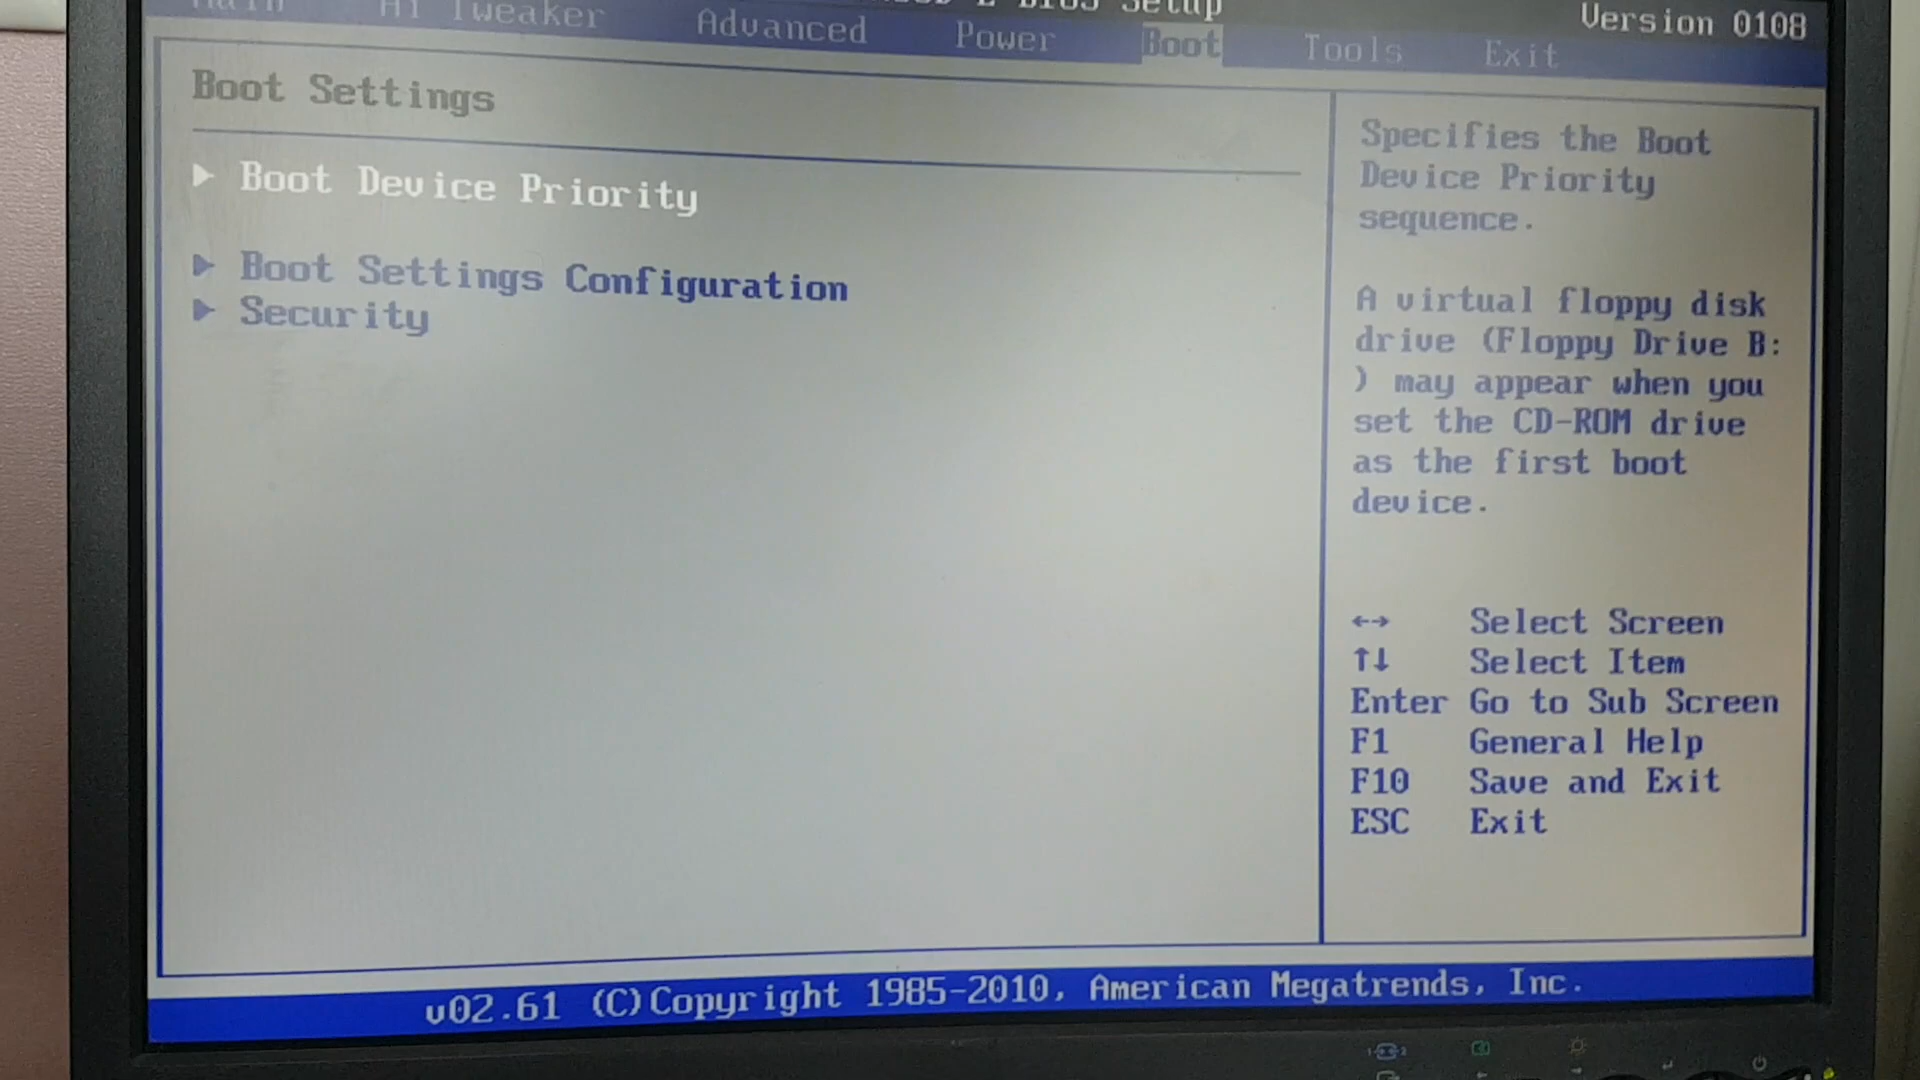 BIOS Setup
Version 0108
Main Ai Tweaker Advanced Power Boot Tools Exit
Boot Settings
Boot Device Priority
Boot Settings Configuration
Security
Specifies the Boot
Device Priority
sequence.
A virtual floppy disk
drive (Floppy Drive B:
) may appear when you
set the CD-ROM drive
as the first boot
device.
←→ Select Screen
↑↓ Select Item
Enter Go to Sub Screen
F1 General Help
F10 Save and Exit
ESC Exit
v02.61 (C)Copyright 1985-2010, American Megatrends, Inc.